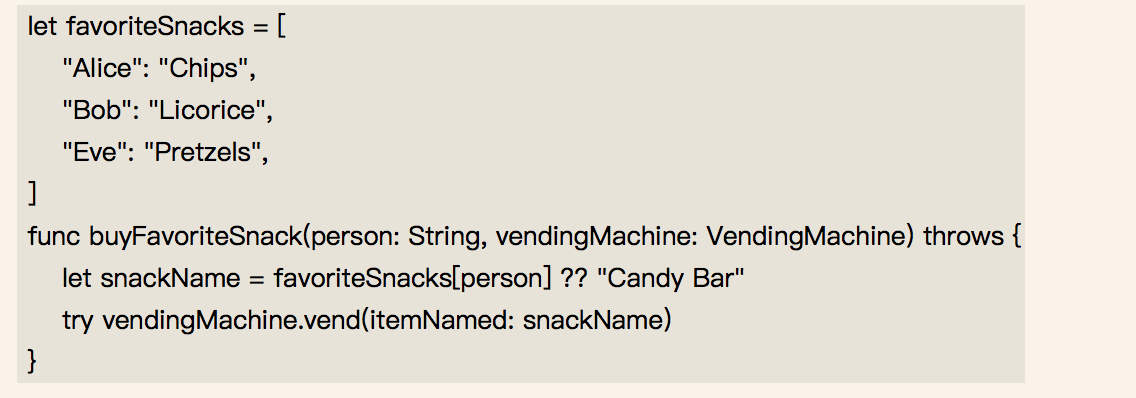 let favoriteSnacks = [
"Alice": "Chips",
"Bob": "Licorice",
"Eve": "Pretzels",
]
func buyFavoriteSnack(person: String, vendingMachine: VendingMachine) throws {
let snackName = favoriteSnacks[person] ?? "Candy Bar"
try vendingMachine.vend(itemNamed: snackName)
}